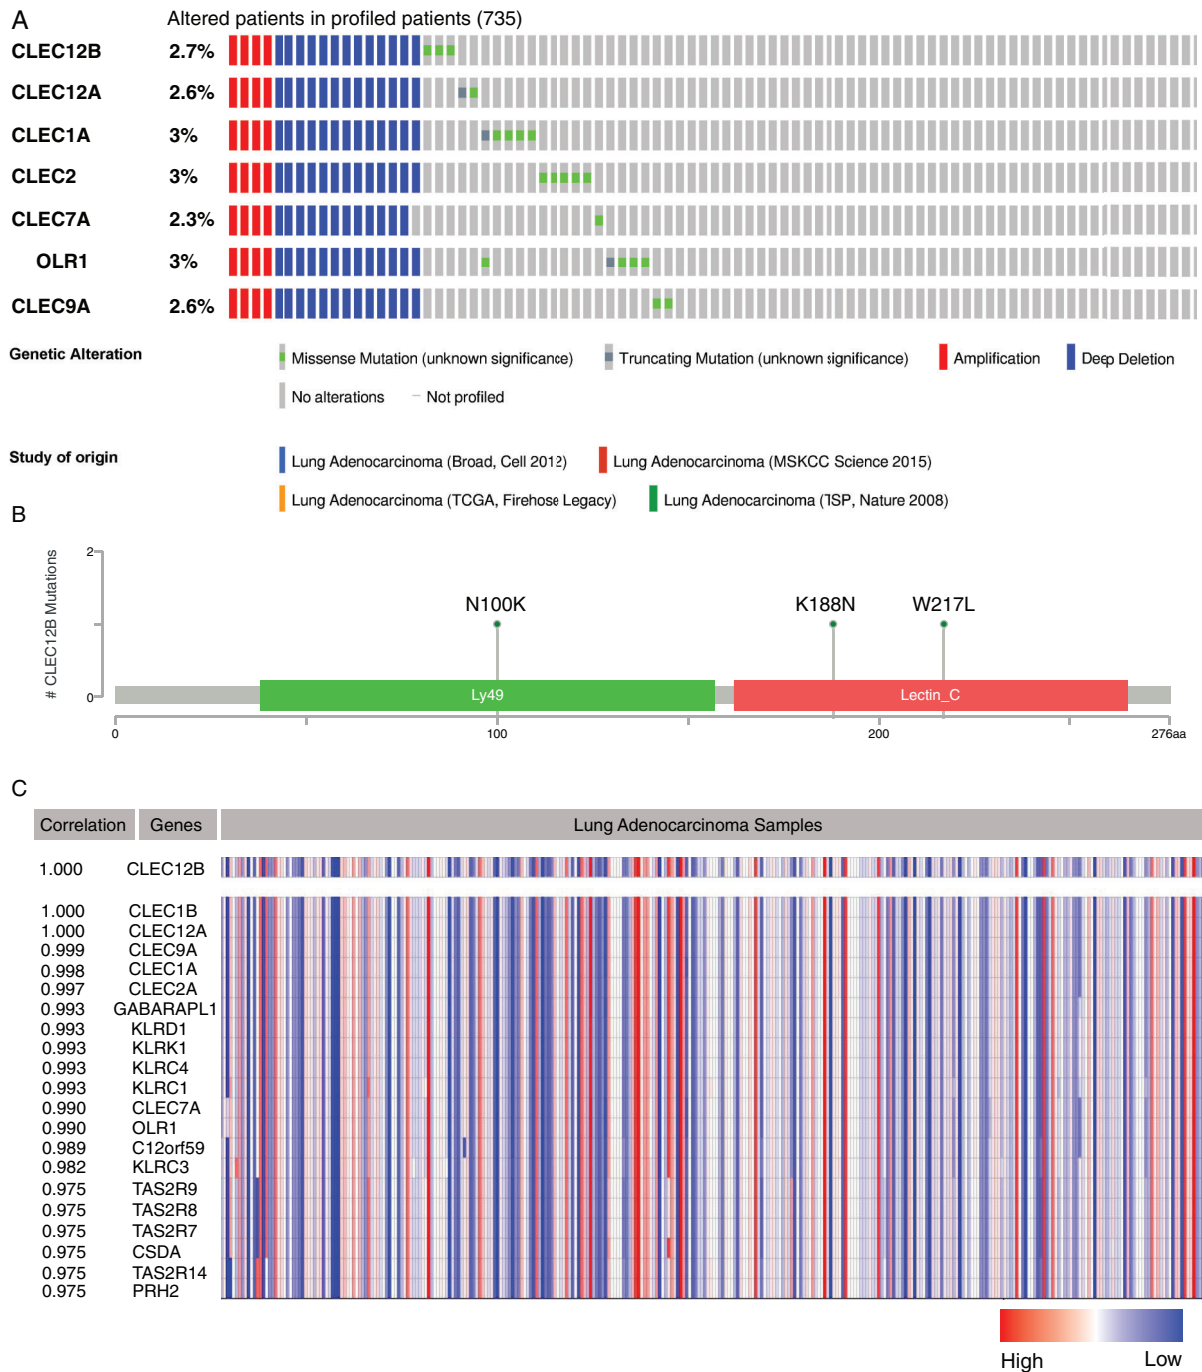 A
Altered patients in profiled patients (735)
CLEC12B 2.7%
CLEC12A 2.6%
CLEC1A 3%
CLEC2 3%
CLEC7A 2.3%
OLR1 3%
CLEC9A 2.6%
Genetic Alteration
Missense Mutation (unknown significance) Truncating Mutation (unknown significance) Amplification Deep Deletion
No alterations Not profiled
Study of origin
Lung Adenocarcinoma (Broad, Cell 2012) Lung Adenocarcinoma (MSKCC Science 2015)
Lung Adenocarcinoma (TCGA, Firehose Legacy) Lung Adenocarcinoma (TSP, Nature 2008)
B
# CLEC12B Mutations
2
0
N100K K188N W217L
Ly49 Lectin_C
0 100 200 276aa
C
Correlation Genes Lung Adenocarcinoma Samples
1.000 CLEC12B
1.000 CLEC1B
1.000 CLEC12A
0.999 CLEC9A
0.998 CLEC1A
0.997 CLEC2A
0.993 GABARAPL1
0.993 KLRD1
0.993 KLRK1
0.993 KLRC4
0.993 KLRC1
0.990 CLEC7A
0.990 OLR1
0.989 C12orf59
0.982 KLRC3
0.975 TAS2R9
0.975 TAS2R8
0.975 TAS2R7
0.975 CSDA
0.975 TAS2R14
0.975 PRH2
High Low